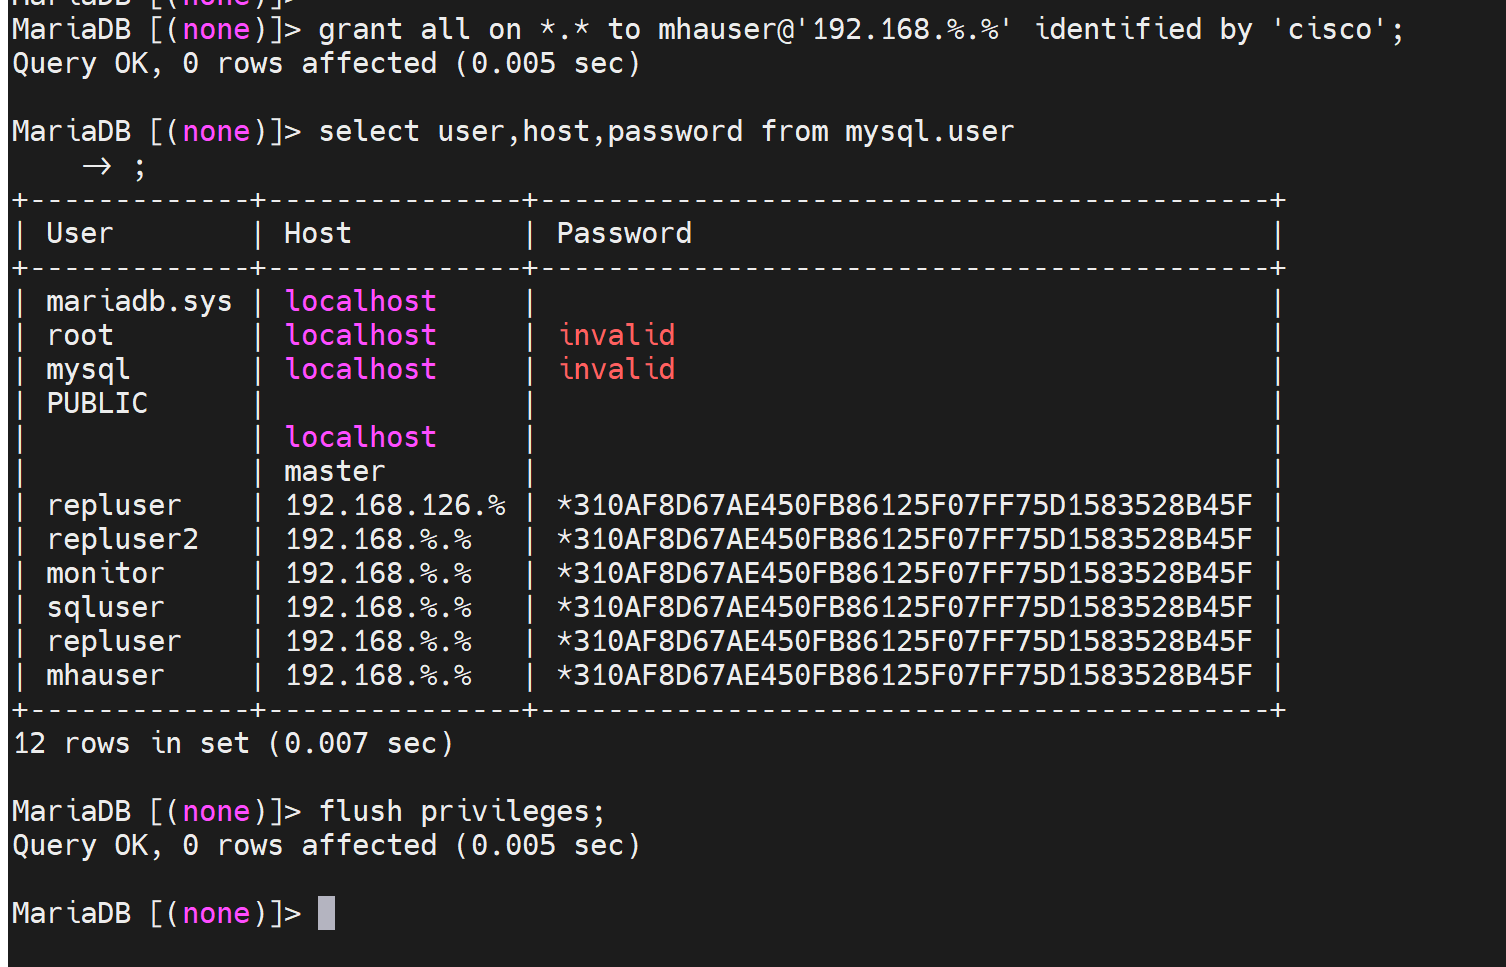 MariaDB [(none)]>
MariaDB [(none)]> grant all on *.* to mhauser@'192.168.%.%' identified by 'cisco';
Query OK, 0 rows affected (0.005 sec)
MariaDB [(none)]> select user,host,password from mysql.user
    -> ;
+-------------+---------------+-------------------------------------------+
| User        | Host          | Password                                  |
+-------------+---------------+-------------------------------------------+
| mariadb.sys | localhost     |                                           |
| root        | localhost     | invalid                                   |
| mysql       | localhost     | invalid                                   |
| PUBLIC      |               |                                           |
|             | localhost     |                                           |
|             | master        |                                           |
| repluser    | 192.168.126.% | *310AF8D67AE450FB86125F07FF75D1583528B45F |
| repluser2   | 192.168.%.%   | *310AF8D67AE450FB86125F07FF75D1583528B45F |
| monitor     | 192.168.%.%   | *310AF8D67AE450FB86125F07FF75D1583528B45F |
| sqluser     | 192.168.%.%   | *310AF8D67AE450FB86125F07FF75D1583528B45F |
| repluser    | 192.168.%.%   | *310AF8D67AE450FB86125F07FF75D1583528B45F |
| mhauser     | 192.168.%.%   | *310AF8D67AE450FB86125F07FF75D1583528B45F |
+-------------+---------------+-------------------------------------------+
12 rows in set (0.007 sec)
MariaDB [(none)]> flush privileges;
Query OK, 0 rows affected (0.005 sec)
MariaDB [(none)]>